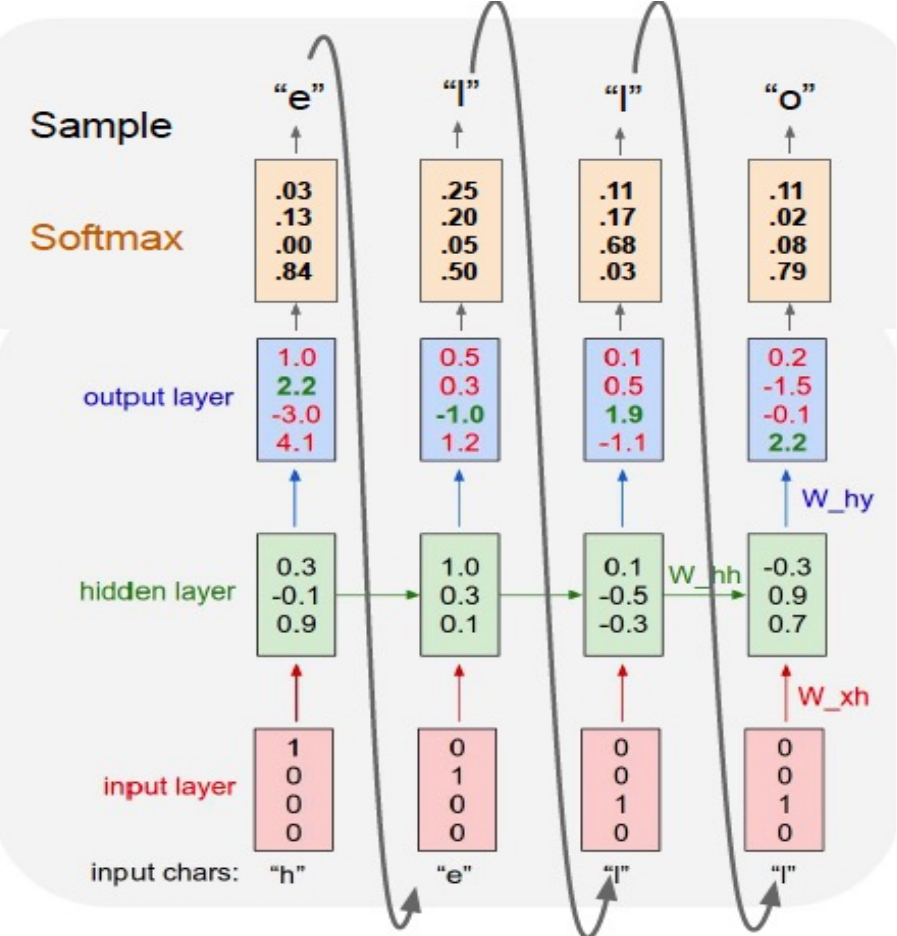 “e” “l” “l” “o”
Sample
.03 .25 .11 .11
.13 .20 .17 .02
Softmax
.00 .05 .68 .08
.84 .50 .03 .79
1.0 0.5 0.1 0.2
2.2 0.3 0.5 -1.5
output layer
-3.0 -1.0 1.9 -0.1
4.1 1.2 -1.1 2.2
W_hy
0.3 1.0 0.1 W_hh -0.3
hidden layer -0.1 0.3 -0.5 0.9
0.9 0.1 -0.3 0.7
W_xh
1 0 0 0
0 1 0 0
input layer
0 0 1 1
0 0 0 0
input chars: “h” “e” “l” “l”